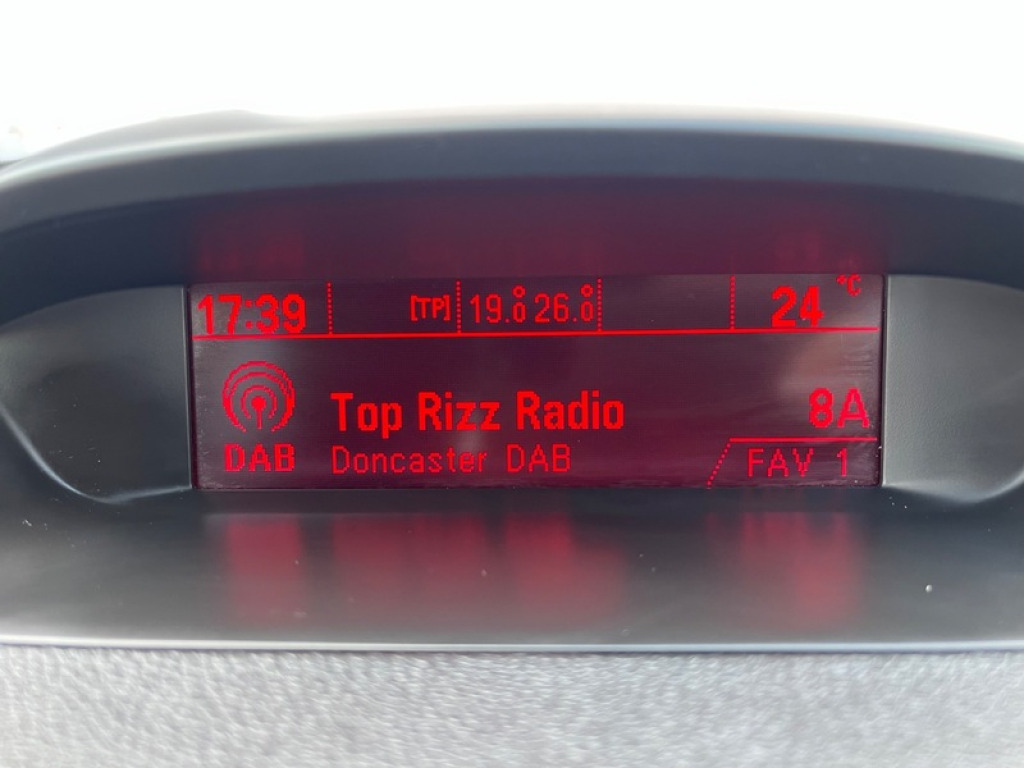 17:39 [TP] 19.0° 26.0° 24 °C
Top Rizz Radio 8A
DAB Doncaster DAB FAV 1